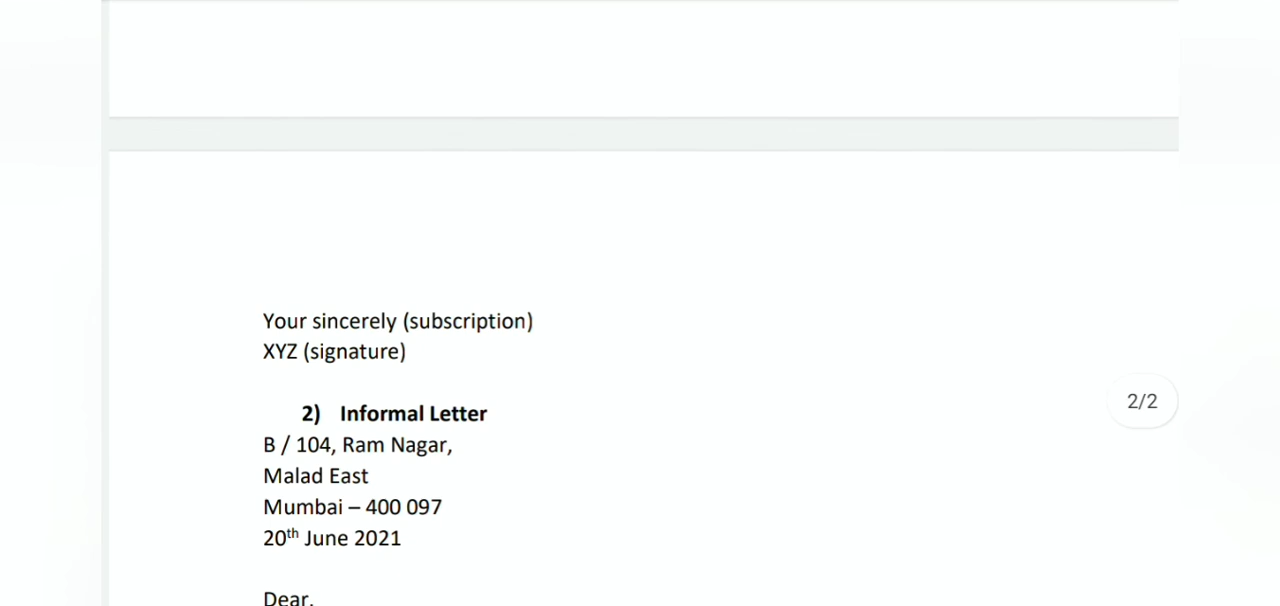 Your sincerely (subscription)
XYZ (signature)
2) Informal Letter
B / 104, Ram Nagar,
2/2
Malad East
Mumbai – 400 097
20th June 2021
Dear,